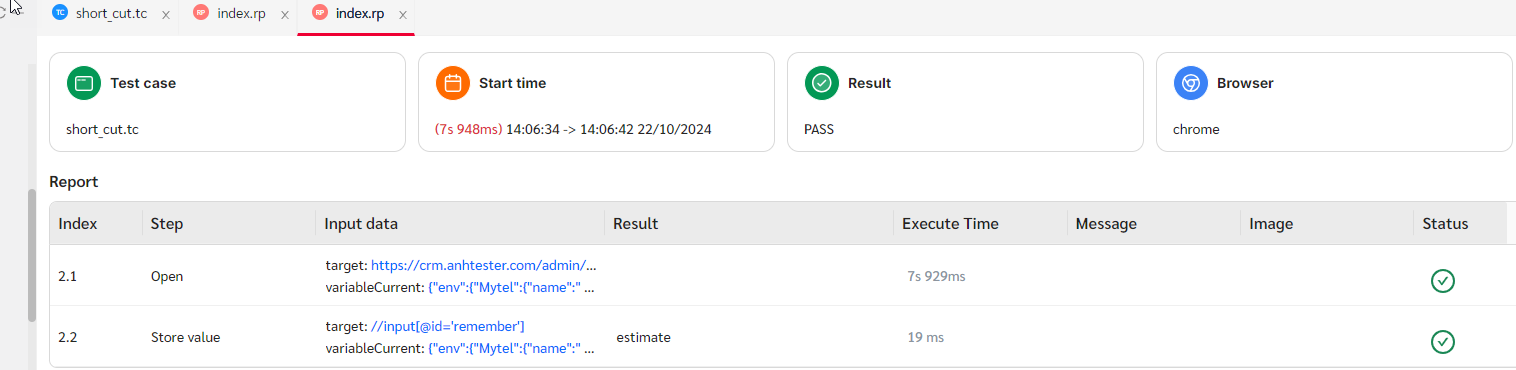 TC short_cut.tc × RP index.rp × RP index.rp ×
Test case
short_cut.tc
Start time
(7s 948ms) 14:06:34 -> 14:06:42 22/10/2024
Result
PASS
Browser
chrome
Report
Index Step Input data Result Execute Time Message Image Status
2.1 Open target: https://crm.anhtester.com/admin/... 7s 929ms
variableCurrent: {"env":{"Mytel":{"name":" ...
2.2 Store value target: //input[@id='remember'] estimate 19 ms
variableCurrent: {"env":{"Mytel":{"name":" ...